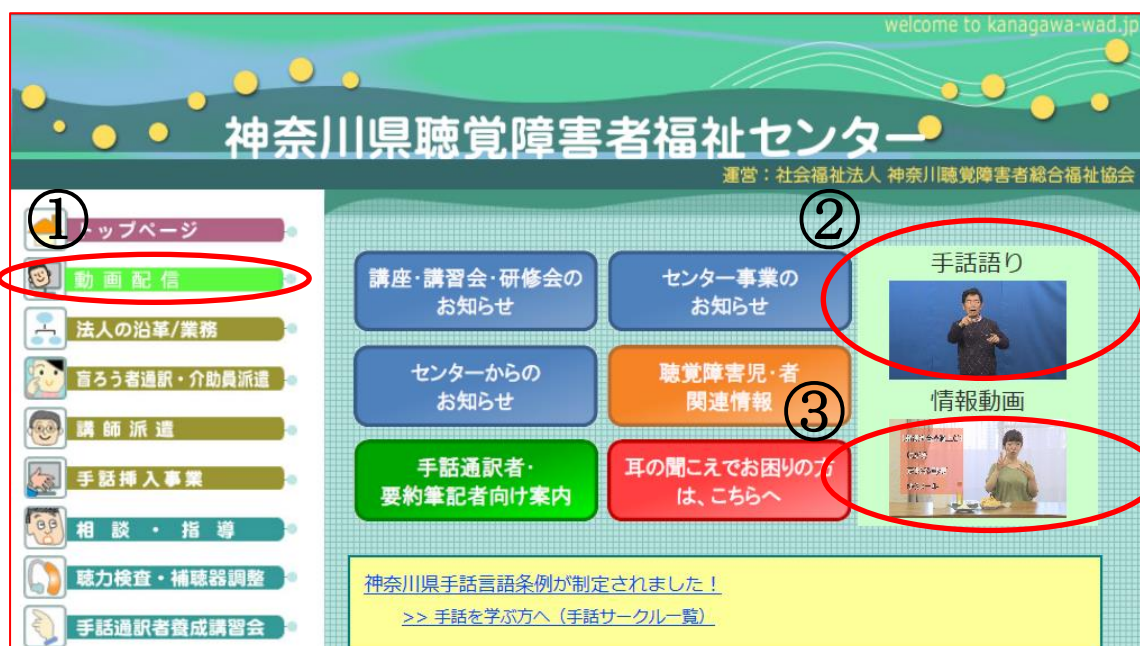 welcome to kanagawa-wad.jp
神奈川県聴覚障害者福祉センター
運営：社会福祉法人 神奈川聴覚障害者総合福祉協会
①
トップページ
動画配信
法人の沿革/業務
盲ろう者通訳・介助員派遣
講師派遣
手話挿入事業
相談・指導
聴力検査・補聴器調整
手話通訳者養成講習会
講座・講習会・研修会の
お知らせ
センター事業の
お知らせ
センターからの
お知らせ
聴覚障害児・者
関連情報
手話通訳者・
要約筆記者向け案内
耳の聞こえでお困りの方
は、こちらへ
②
手話語り
③
情報動画
神奈川県手話言語条例が制定されました！
>> 手話を学ぶ方へ（手話サークル一覧）